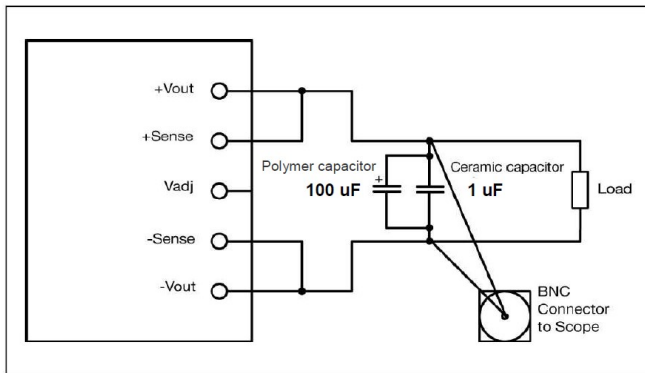 +Vout
+Sense
Vadj
-Sense
-Vout
Polymer capacitor
100 uF
+
Ceramic capacitor
1 uF
Load
BNC
Connector
to Scope